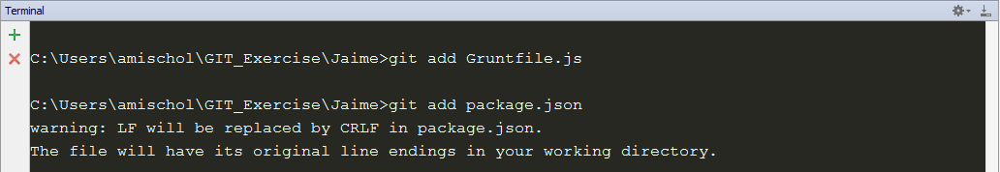 Terminal
C:\Users\amischol\GIT_Exercise\Jaime>git add Gruntfile.js
C:\Users\amischol\GIT_Exercise\Jaime>git add package.json
warning: LF will be replaced by CRLF in package.json.
The file will have its original line endings in your working directory.